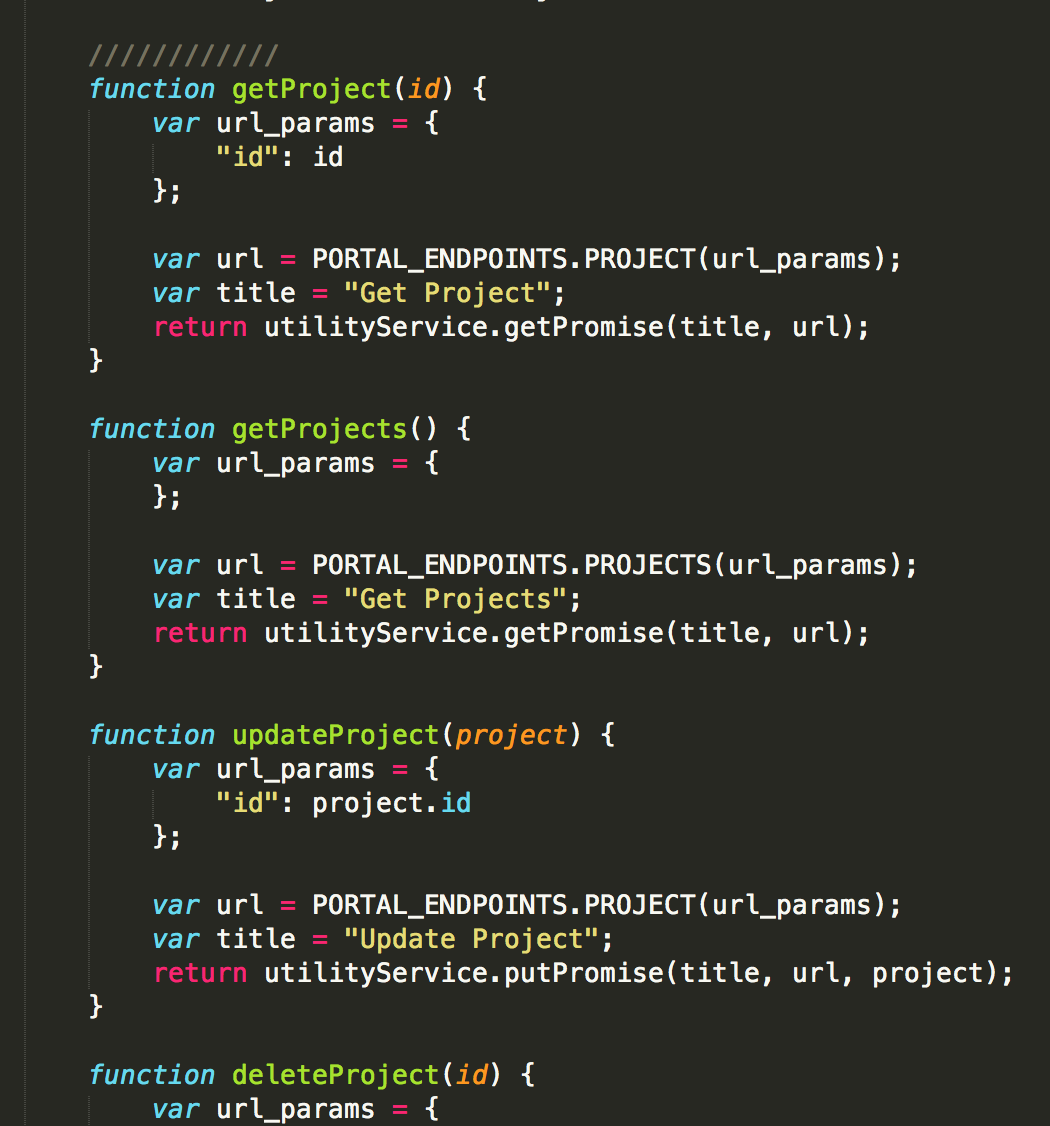 ////////////
function getProject(id) {
    var url_params = {
        "id": id
    };

    var url = PORTAL_ENDPOINTS.PROJECT(url_params);
    var title = "Get Project";
    return utilityService.getPromise(title, url);
}

function getProjects() {
    var url_params = {
    };

    var url = PORTAL_ENDPOINTS.PROJECTS(url_params);
    var title = "Get Projects";
    return utilityService.getPromise(title, url);
}

function updateProject(project) {
    var url_params = {
        "id": project.id
    };

    var url = PORTAL_ENDPOINTS.PROJECT(url_params);
    var title = "Update Project";
    return utilityService.putPromise(title, url, project);
}

function deleteProject(id) {
    var url_params = {